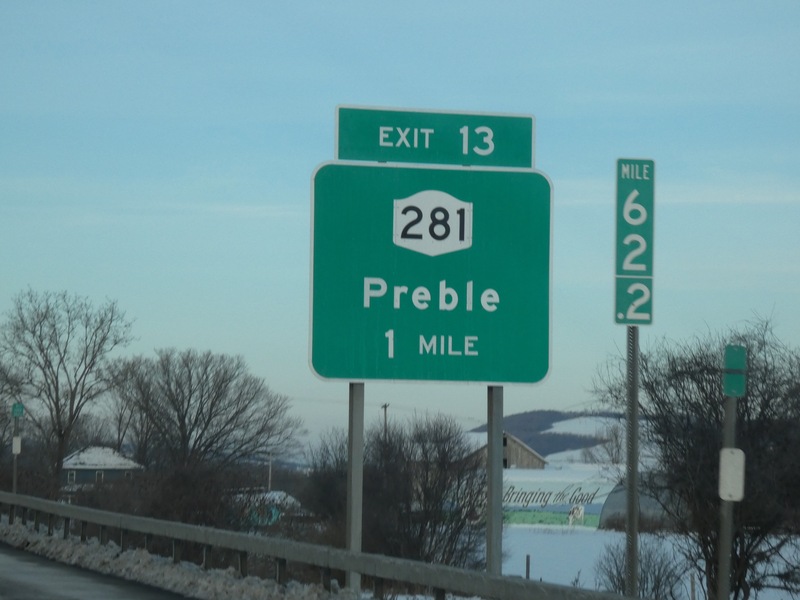 EXIT 13
281
Preble
1 MILE
MILE
6
2
.2
Bringing the Good